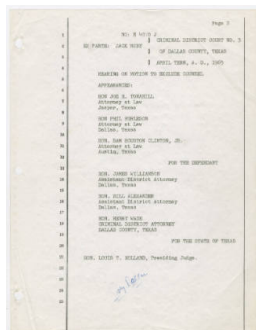 Page 2
CRIMINAL DISTRICT COURT NO. 3
EX PARTE: JACK RUBY
OF DALLAS COUNTY, TEXAS
APRIL TERM, A. D., 1965
HEARING ON MOTION TO EXCLUDE COUNSEL
APPEARANCES:
HON JOE H. TONAHILL
Attorney at Law
Jasper, Texas
HON PHIL BURLESON
Attorney at Law
Dallas, Texas
HON. SAM HOUSTON CLINTON, JR.
Attorney at Law
Austin, Texas
FOR THE DEFENDANT
HON. JAMES WILLIAMSON
Assistant District Attorney
Dallas, Texas
HON. BILL ALEXANDER
Assistant District Attorney
Dallas, Texas
HON. HENRY WADE
CRIMINAL DISTRICT ATTORNEY
DALLAS COUNTY, TEXAS
FOR THE STATE OF TEXAS
HON. LOUIS T. HOLLAND, Presiding Judge.